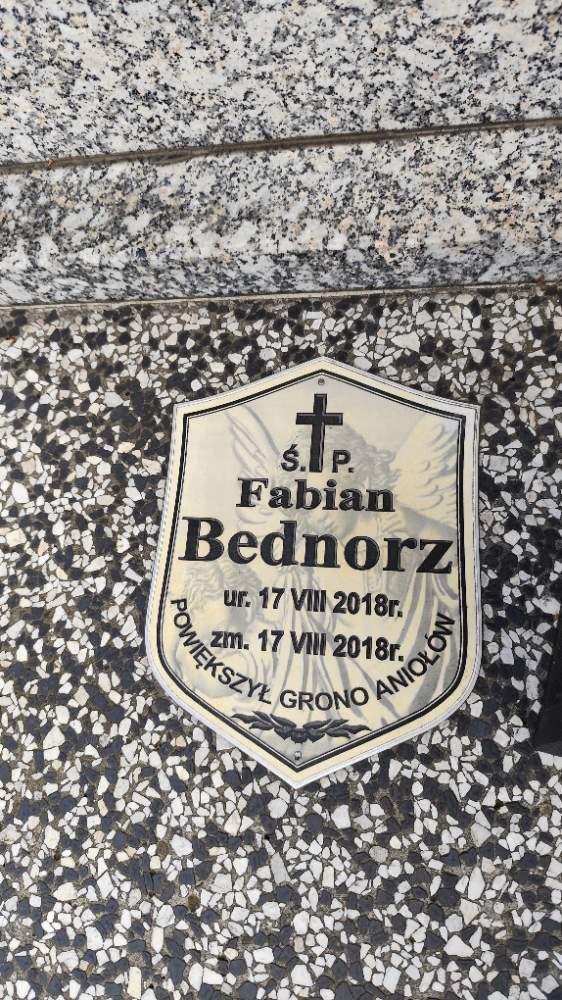 Ś. P.
Fabian
Bednorz
ur. 17 VIII 2018r.
zm. 17 VIII 2018r.
POWIĘKSZYŁ GRONO ANIOŁÓW